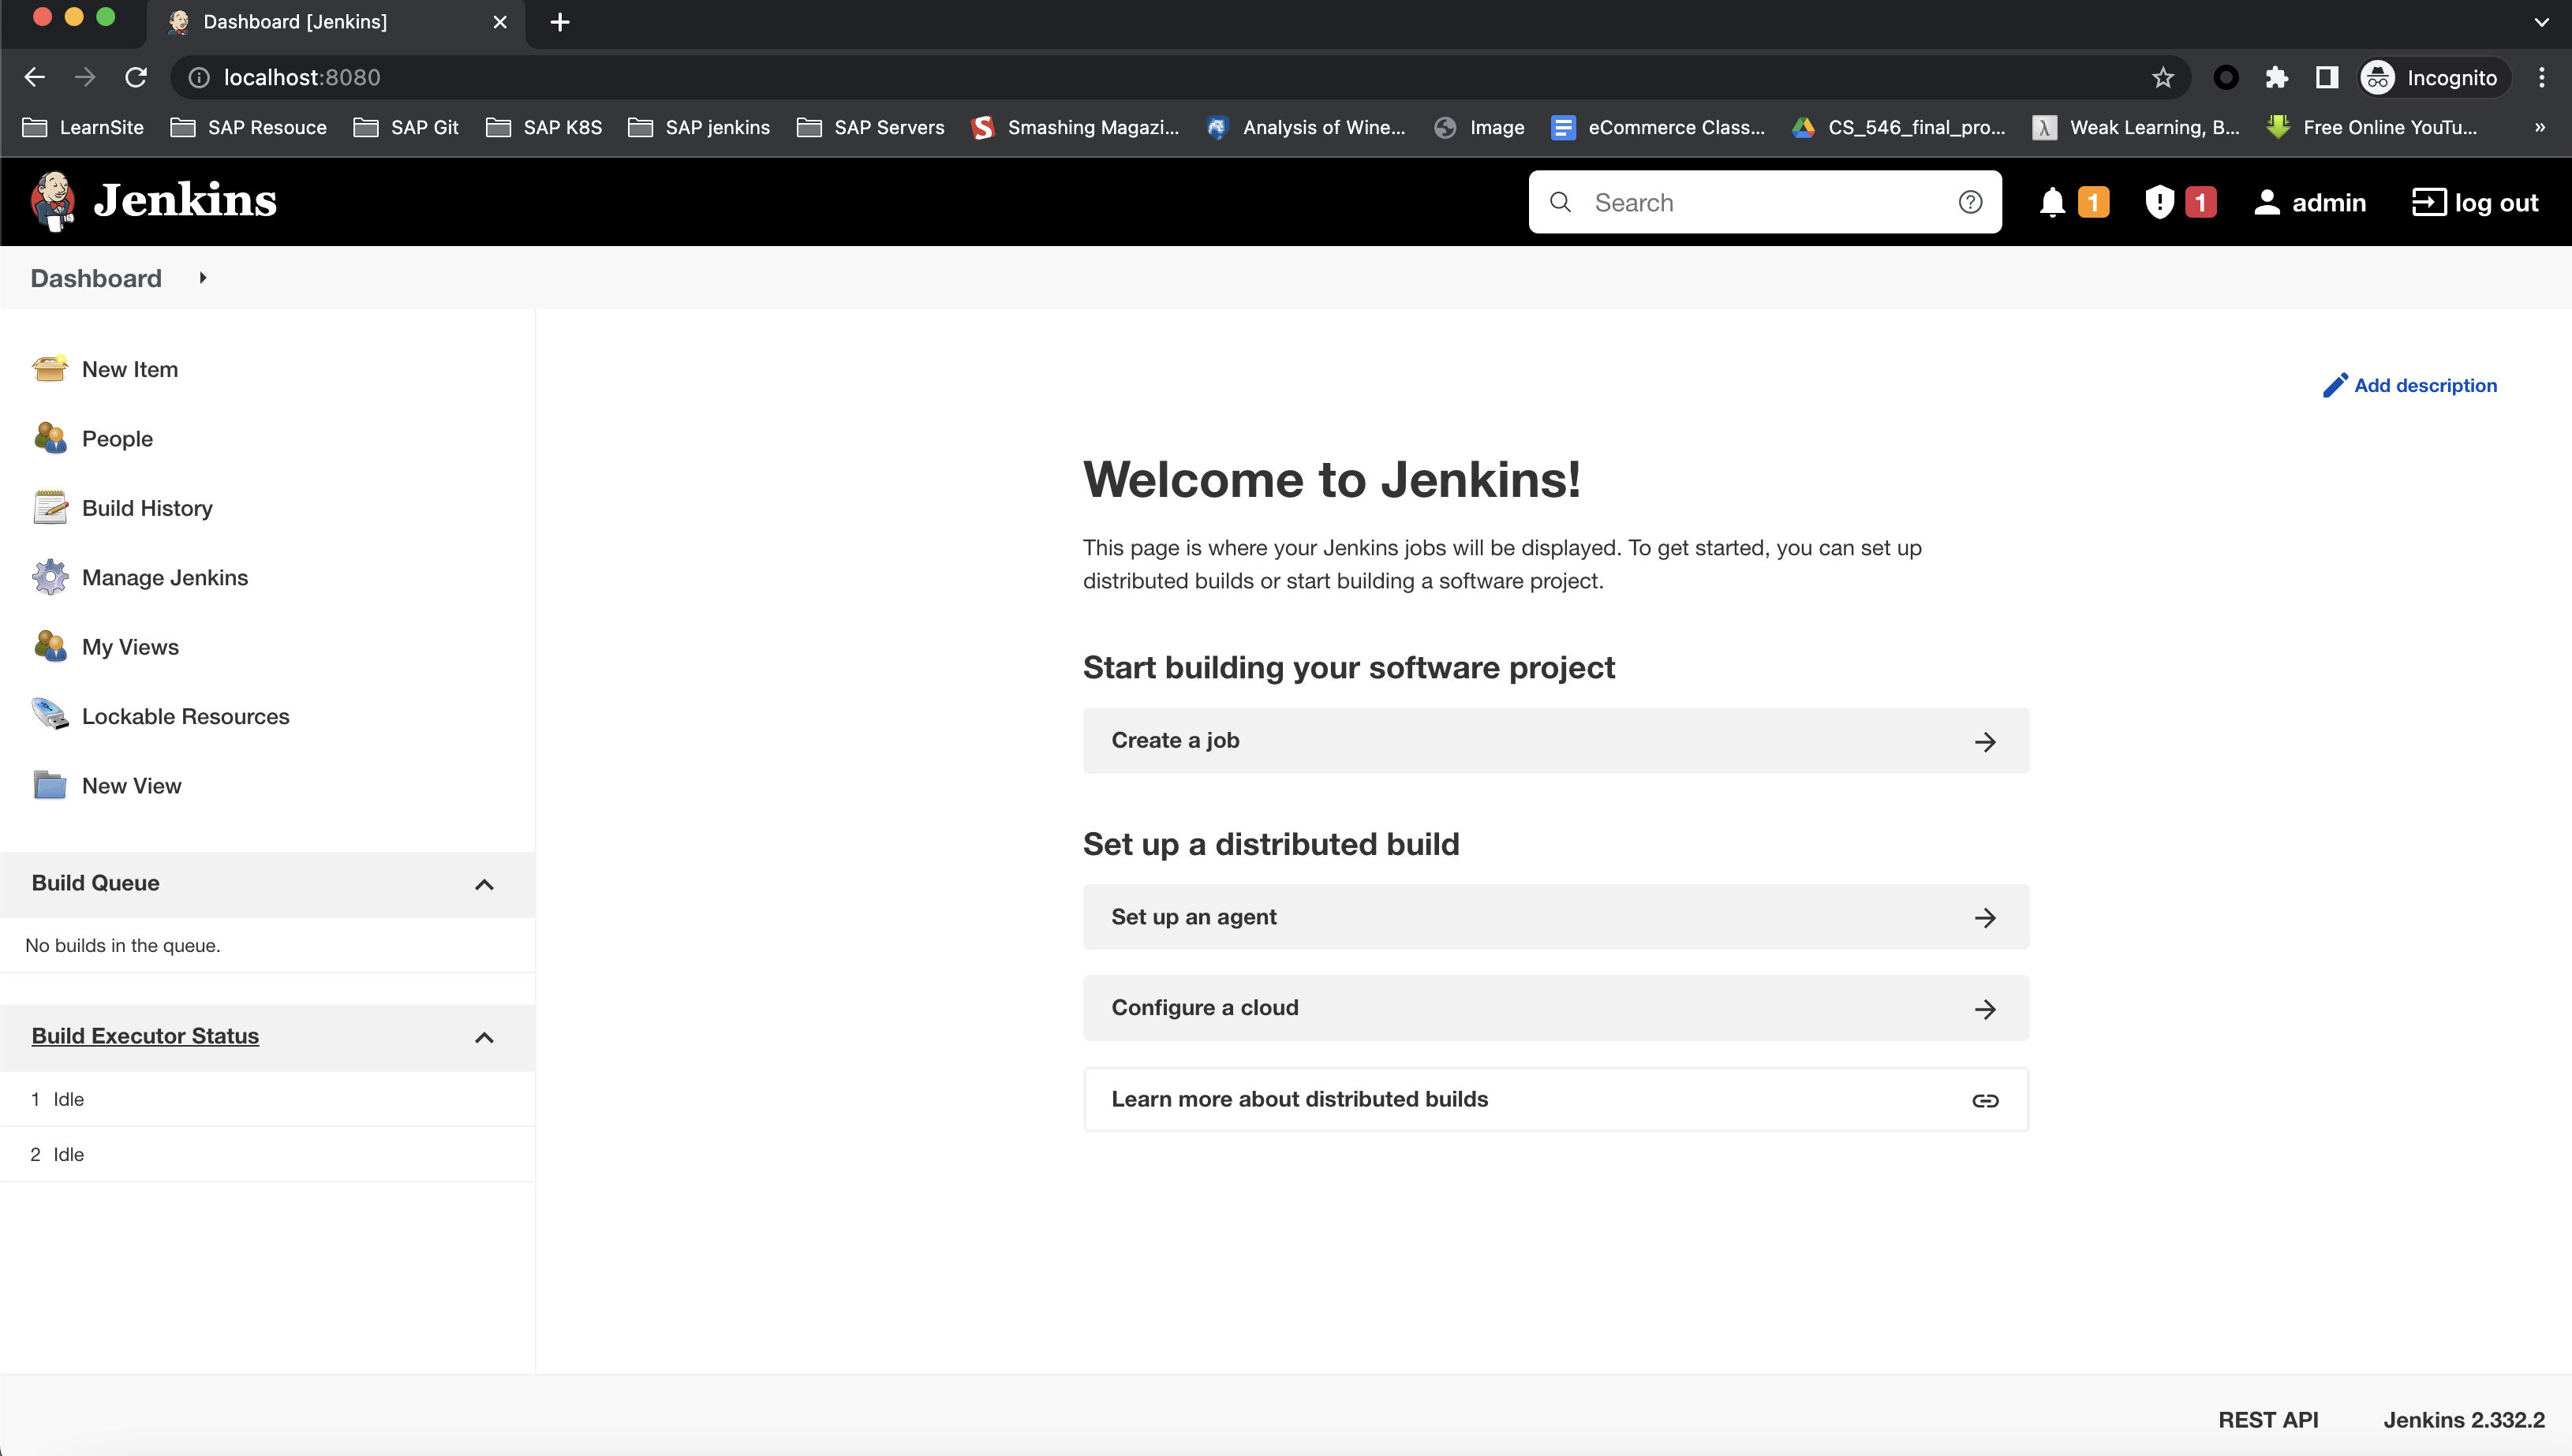 Dashboard [Jenkins]
localhost:8080
Incognito
LearnSite
SAP Resouce
SAP Git
SAP K8S
SAP jenkins
SAP Servers
Smashing Magazi...
Analysis of Wine...
Image
eCommerce Class...
CS_546_final_pro...
Weak Learning, B...
Free Online YouTu...
»
Jenkins
Search
1
1
admin
log out
Dashboard
New Item
People
Build History
Manage Jenkins
My Views
Lockable Resources
New View
Build Queue
No builds in the queue.
Build Executor Status
1 Idle
2 Idle
Add description
Welcome to Jenkins!
This page is where your Jenkins jobs will be displayed. To get started, you can set up
distributed builds or start building a software project.
Start building your software project
Create a job
Set up a distributed build
Set up an agent
Configure a cloud
Learn more about distributed builds
REST API
Jenkins 2.332.2